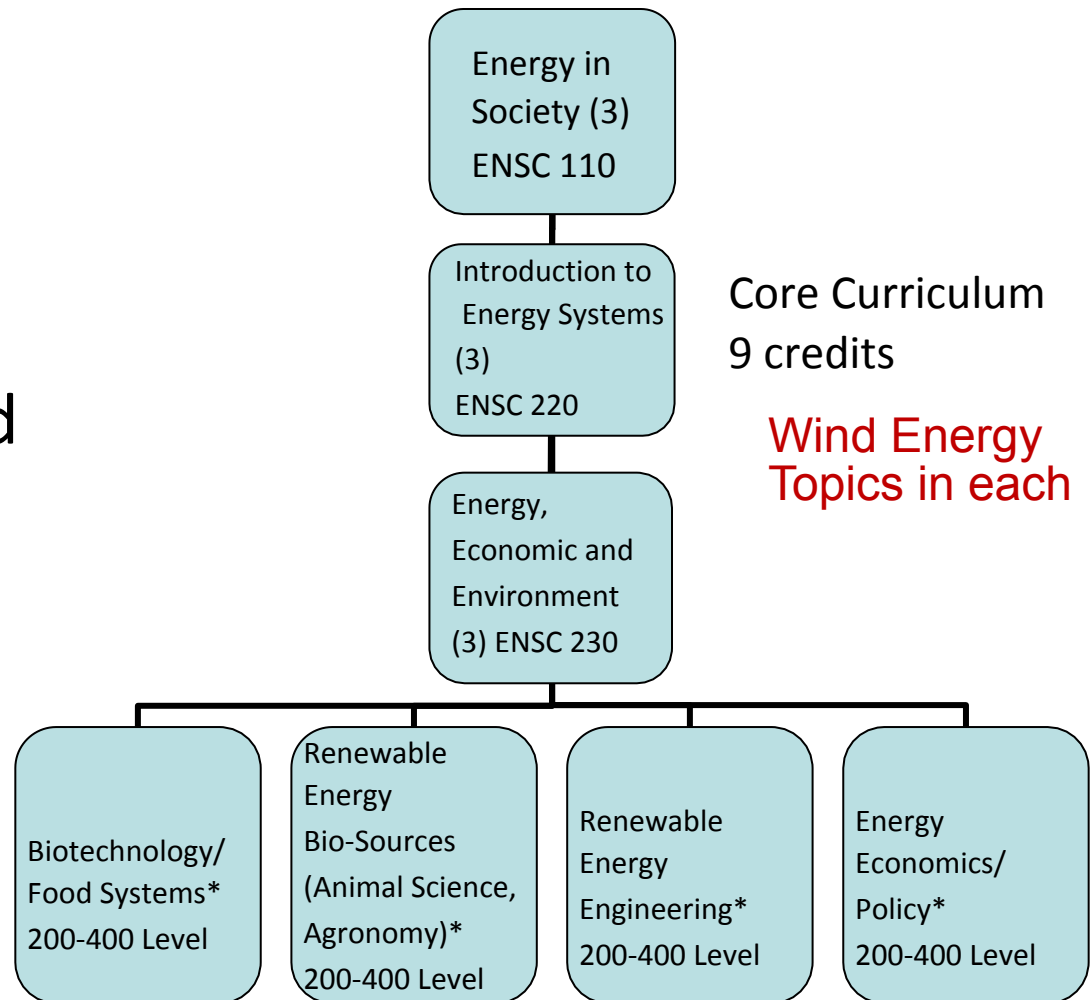 Energy in
Society (3)
ENSC 110
Introduction to
Energy Systems
(3)
ENSC 220
Core Curriculum
9 credits
Wind Energy
Topics in each
d
Energy,
Economic and
Environment
(3) ENSC 230
Biotechnology/
Food Systems*
200-400 Level
Renewable
Energy
Bio-Sources
(Animal Science,
Agronomy)*
200-400 Level
Renewable
Energy
Engineering*
200-400 Level
Energy
Economics/
Policy*
200-400 Level